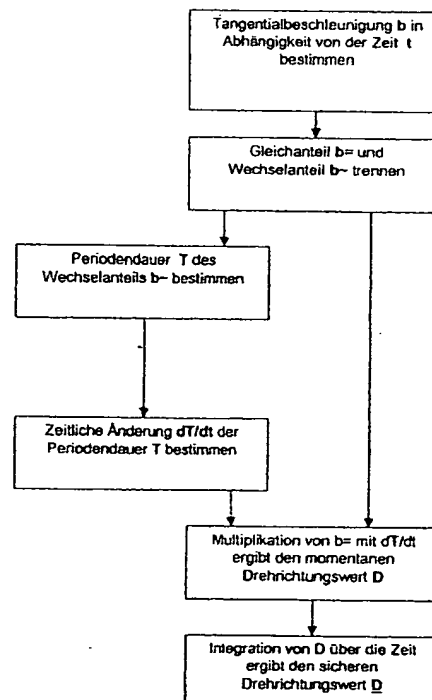 Tangentialbeschleunigung b in
Abhängigkeit von der Zeit t
bestimmen
Gleichanteil b= und
Wechselanteil b~ trennen
Periodendauer T des
Wechselanteils b~ bestimmen
Zeitliche Änderung dT/dt der
Periodendauer T bestimmen
Multiplikation von b= mit dT/dt
ergibt den momentanen
Drehrichtungswert D
Integration von D über die Zeit
ergibt den sicheren
Drehrichtungswert D